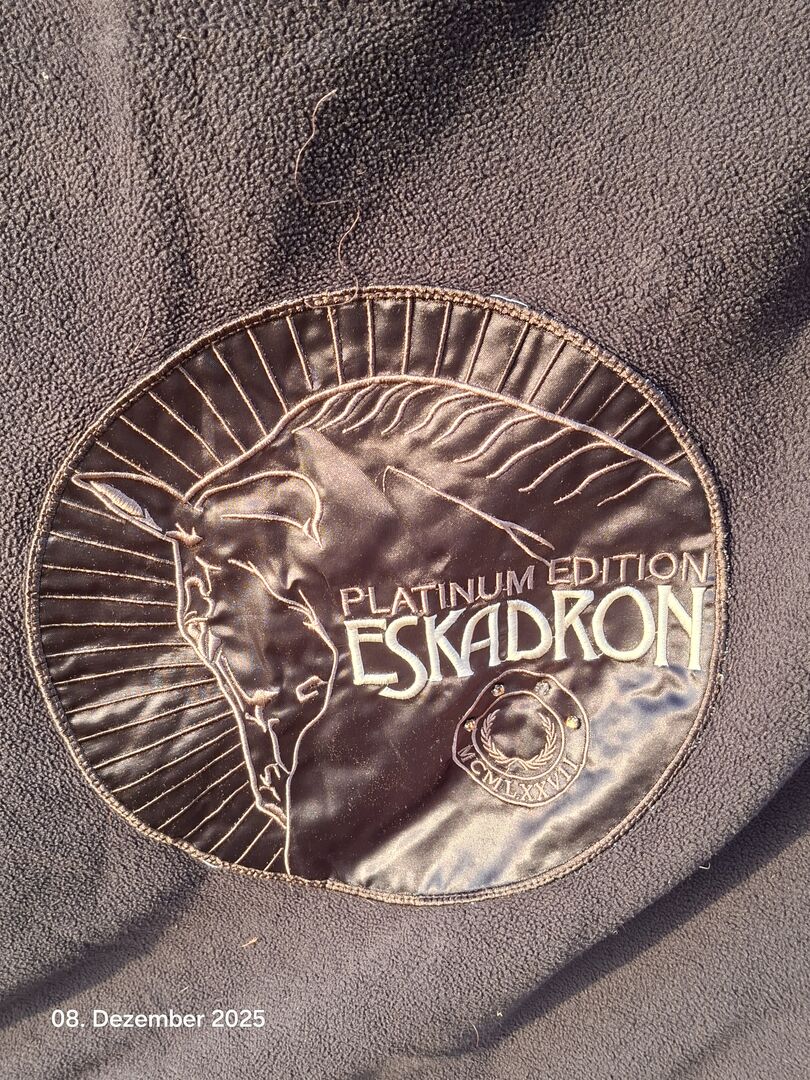 PLATINUM EDITION
ESKADRON
MCMLXXVII
08. Dezember 2025